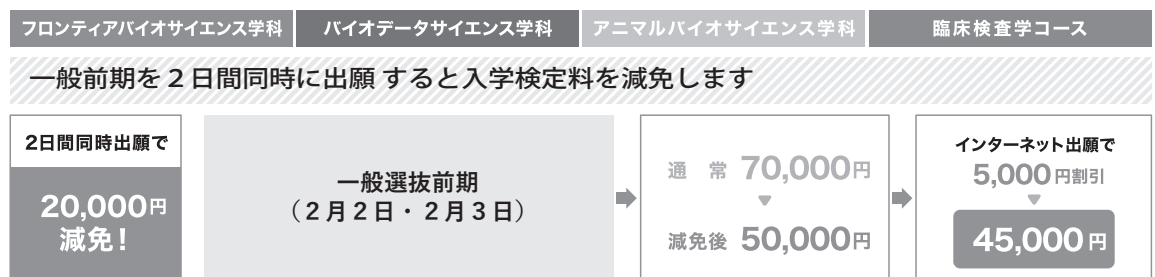 フロンティアバイオサイエンス学科
バイオデータサイエンス学科
アニマルバイオサイエンス学科
臨床検査学コース
一般前期を2日間同時に出願 すると入学検定料を減免します
2日間同時出願で
20,000円
減免！
一般選抜前期
（2月2日・2月3日）
通 常 70,000円
減免後 50,000円
インターネット出願で
5,000円割引
45,000円